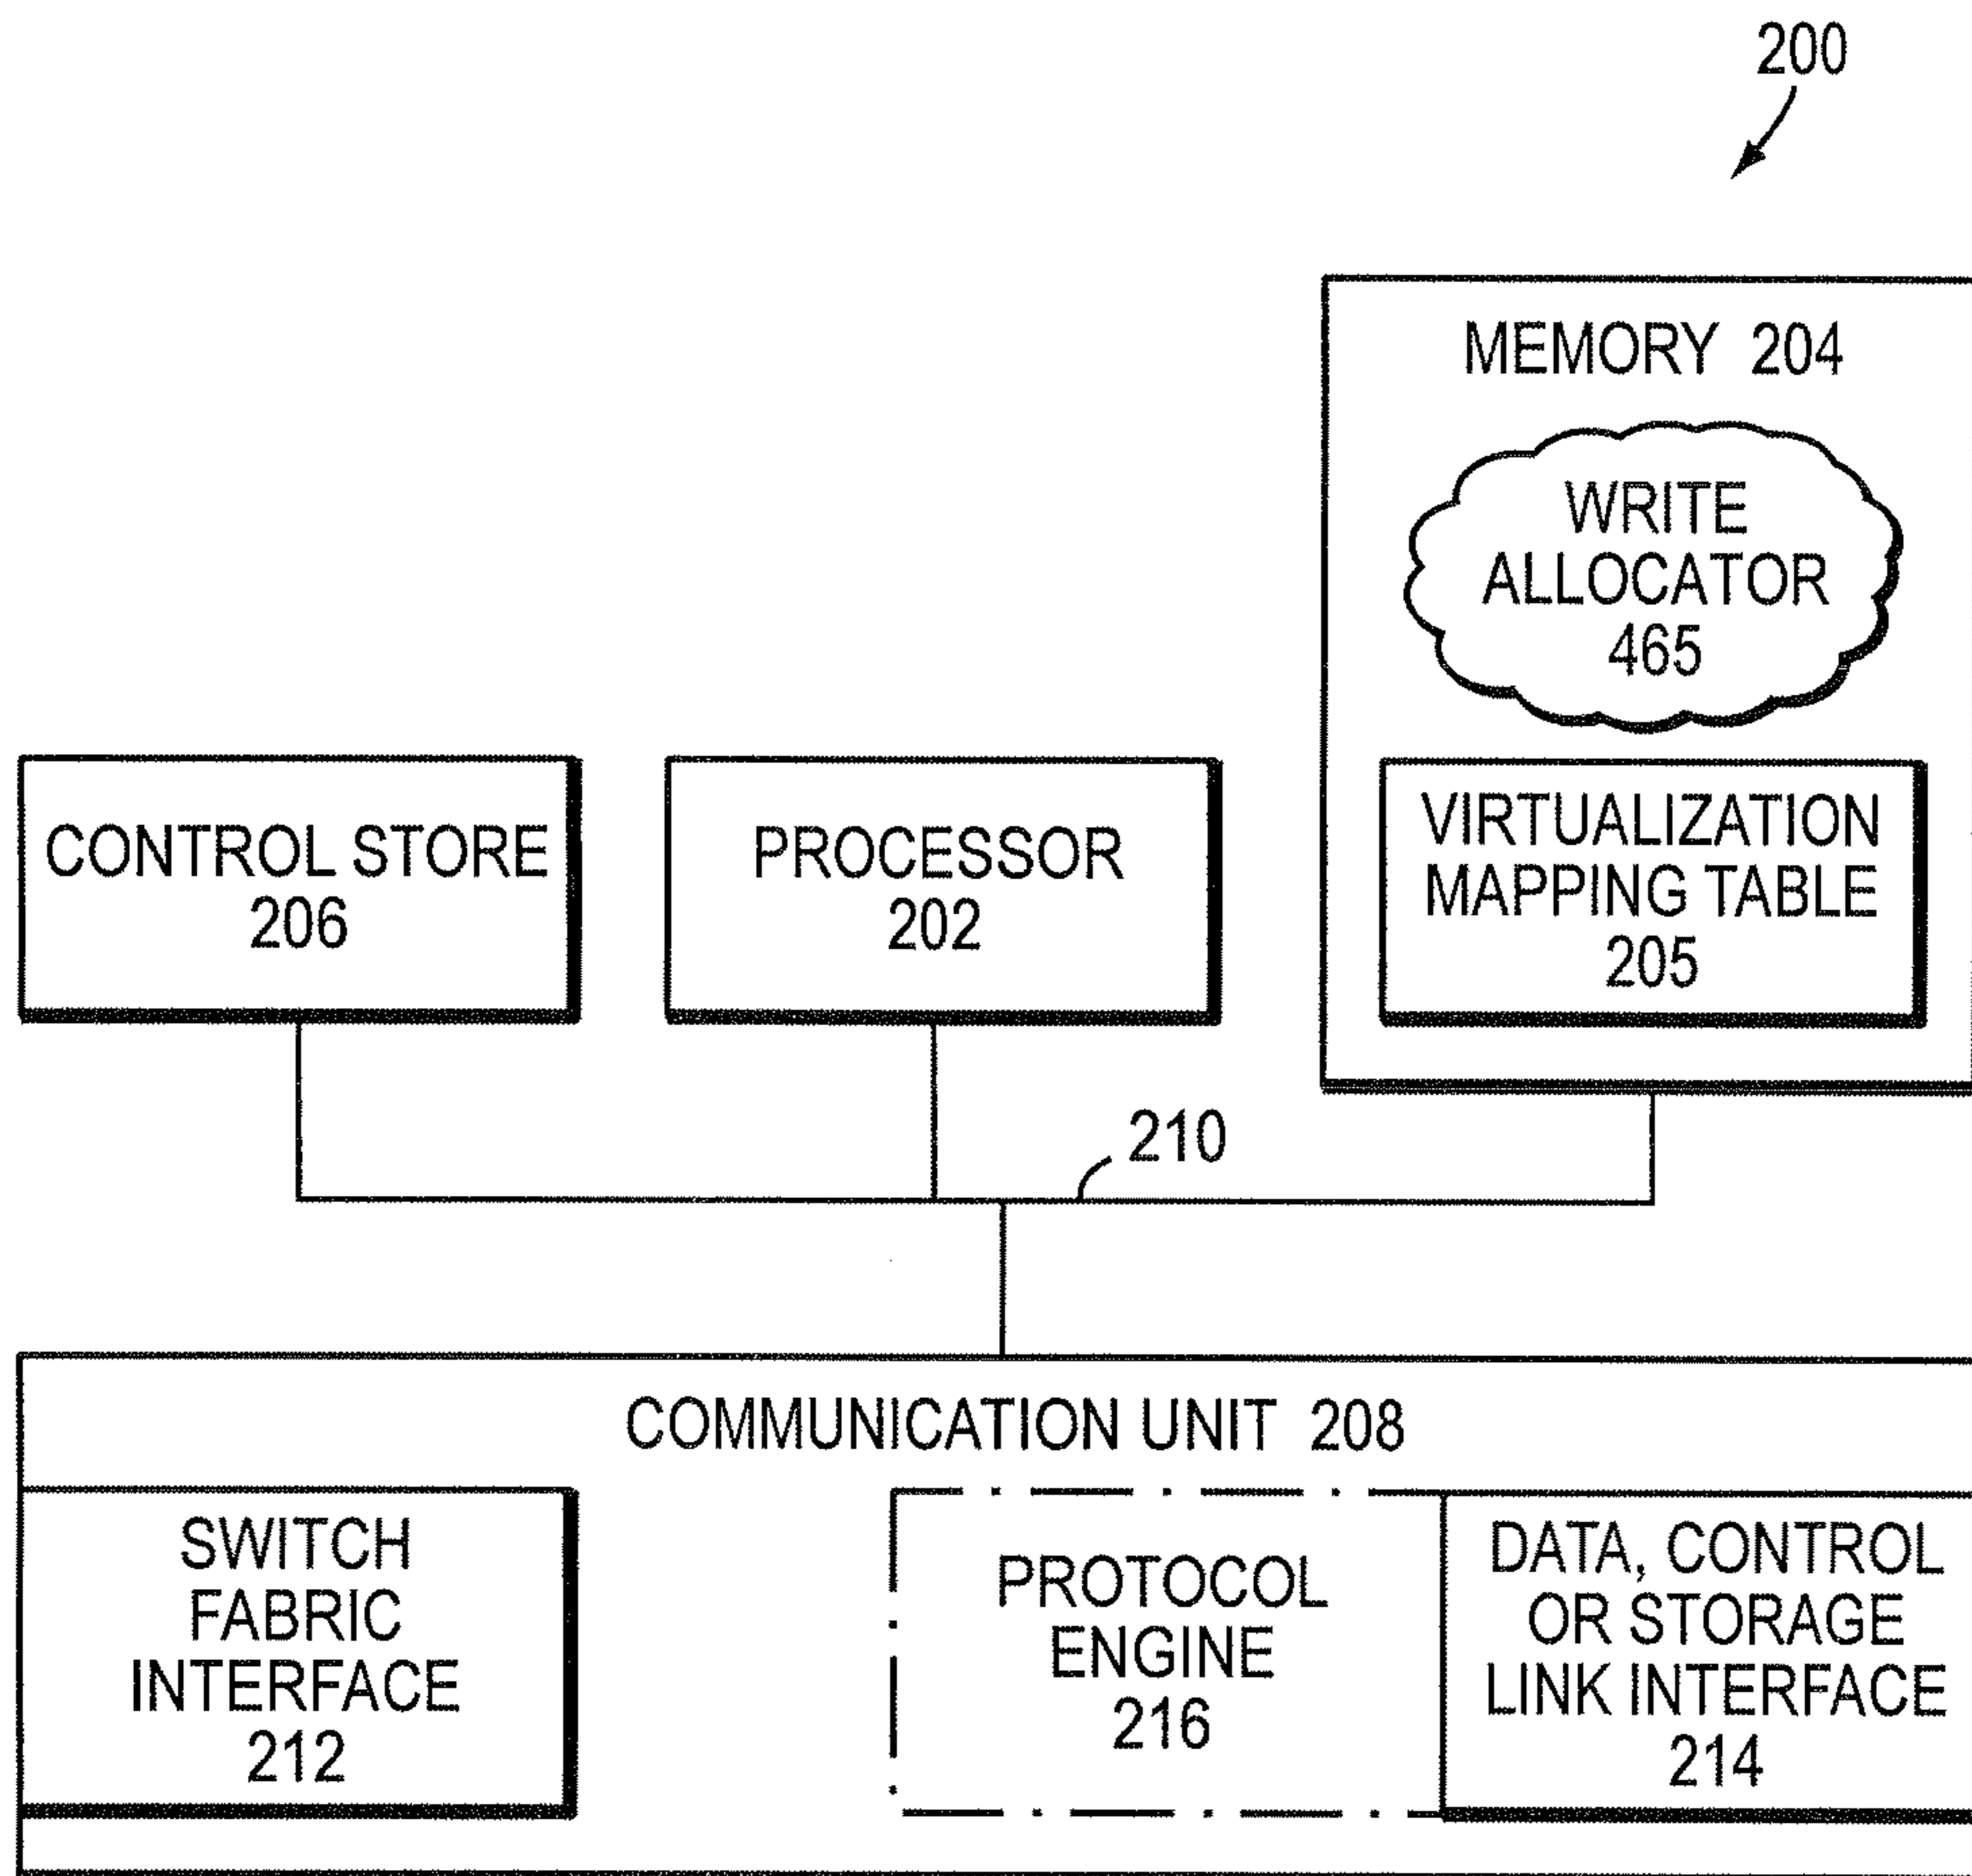 200
MEMORY 204
WRITE
ALLOCATOR
465
CONTROL STORE
206
PROCESSOR
202
VIRTUALIZATION
MAPPING TABLE
205
210
COMMUNICATION UNIT 208
SWITCH
FABRIC
INTERFACE
212
PROTOCOL
ENGINE
216
DATA, CONTROL
OR STORAGE
LINK INTERFACE
214